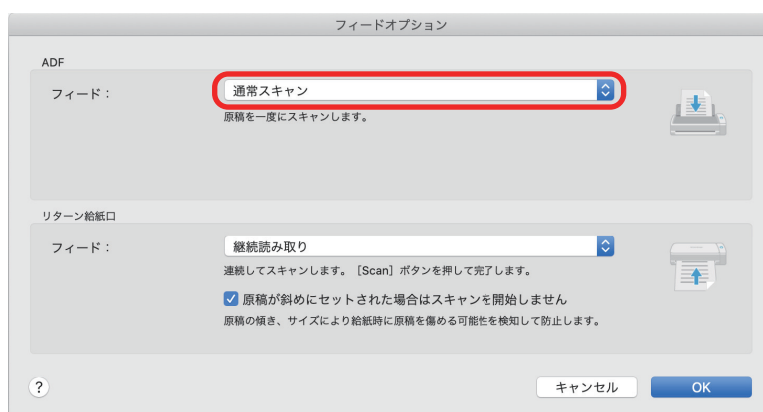 フィードオプション
ADF
フィード：
通常スキャン
原稿を一度にスキャンします。
リターン給紙口
フィード：
継続読み取り
連続してスキャンします。［Scan］ボタンを押して完了します。
原稿が斜めにセットされた場合はスキャンを開始しません
原稿の傾き、サイズにより給紙時に原稿を傷める可能性を検知して防止します。
?
キャンセル
OK